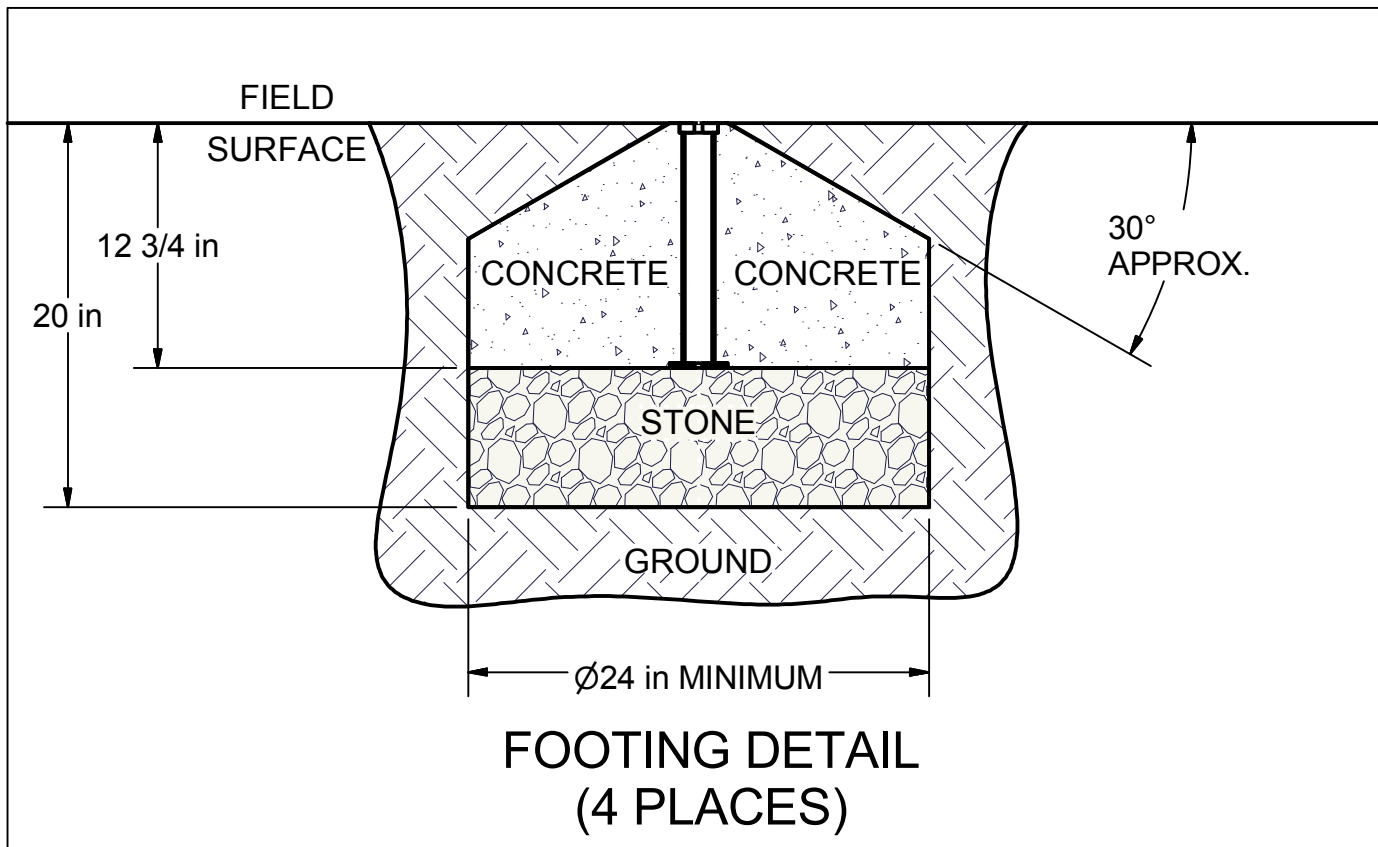 FIELD
SURFACE
12 3/4 in
20 in
30°
APPROX.
CONCRETE CONCRETE
STONE
GROUND
Ø24 in MINIMUM
FOOTING DETAIL
(4 PLACES)